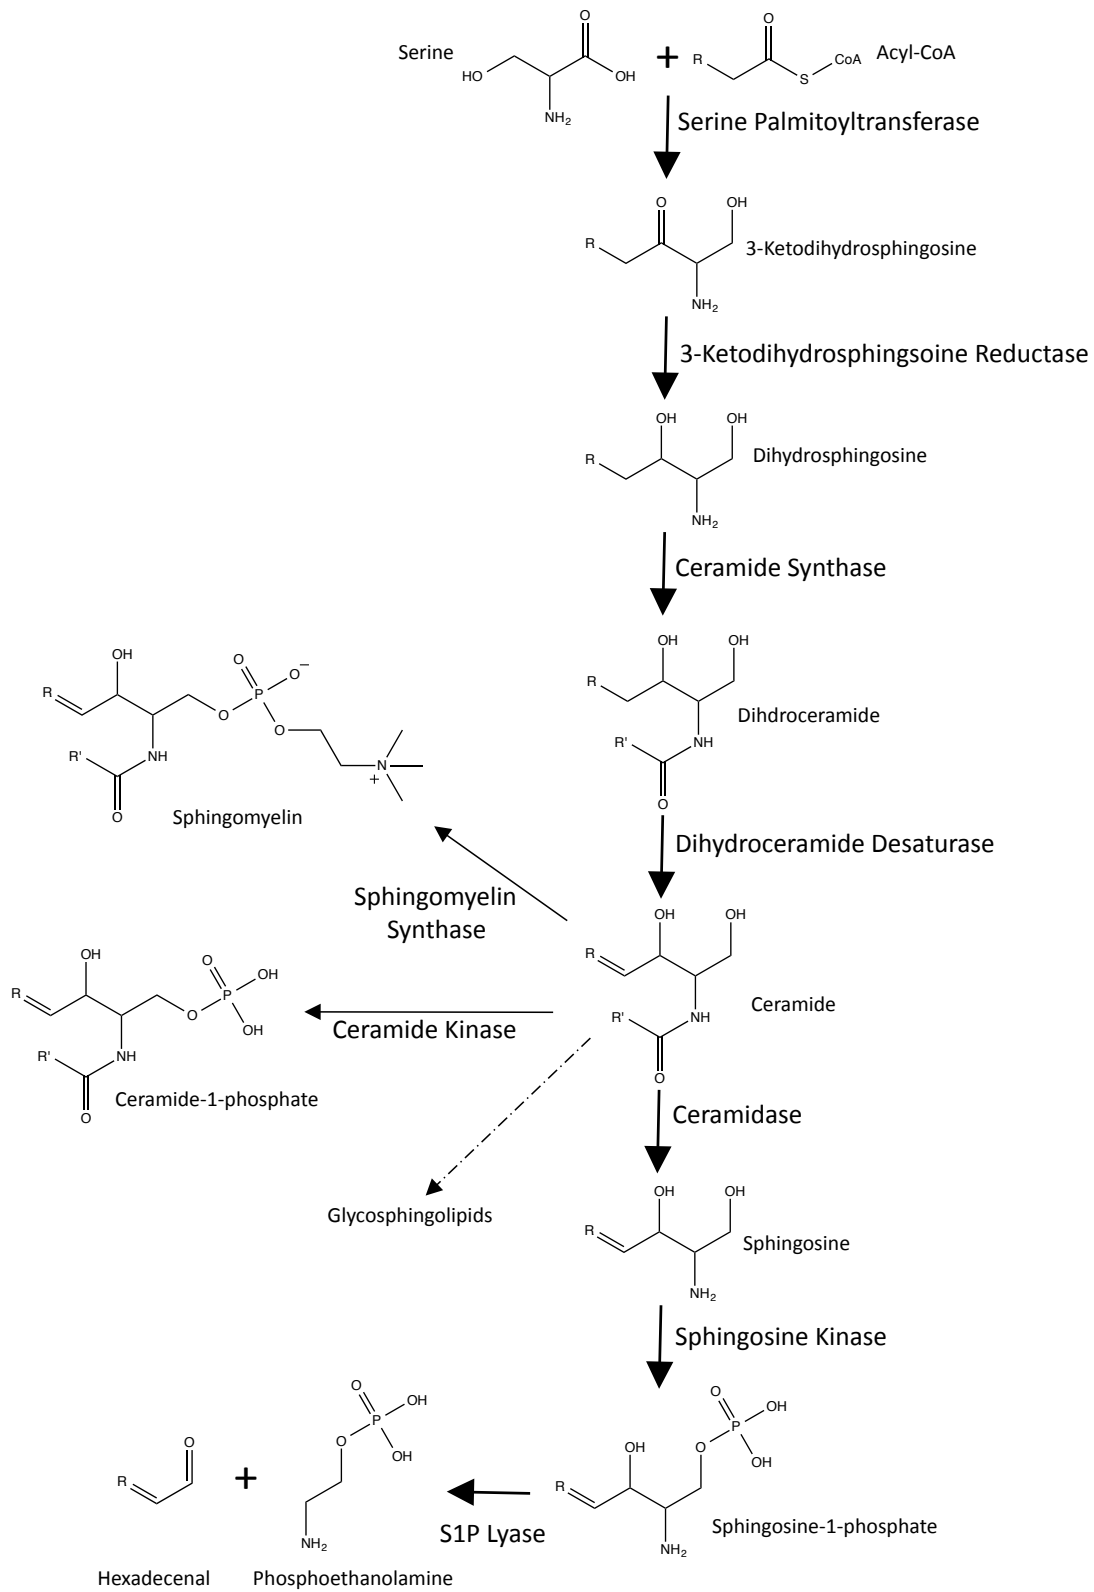 Serine
O
HO
OH
NH2
+
O
R
S
CoA
Acyl-CoA
Serine Palmitoyltransferase
O
OH
R
NH2
3-Ketodihydrosphingosine
3-Ketodihydrosphingsoine Reductase
OH
OH
R
NH2
Dihydrosphingosine
Ceramide Synthase
OH
OH
R
R'
NH
O
Dihdroceramide
Dihydroceramide Desaturase
OH
R
O
P
O−
O
O
N
+
R'
NH
O
Sphingomyelin
Sphingomyelin
Synthase
OH
OH
R
R'
NH
O
Ceramide
OH
R
O
P
OH
O
OH
R'
NH
O
Ceramide-1-phosphate
Ceramide Kinase
Glycosphingolipids
Ceramidase
OH
OH
R
NH2
Sphingosine
Sphingosine Kinase
O
P
OH
OH
O
OH
R
NH2
Sphingosine-1-phosphate
S1P Lyase
O
R
+
O
P
OH
OH
O
NH2
Hexadecenal
Phosphoethanolamine